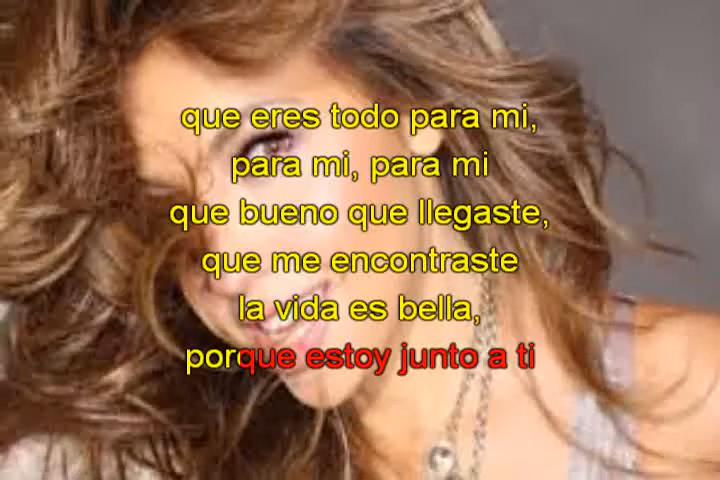 que eres todo para mi,
para mi, para mi
que bueno que llegaste,
que me encontraste
la vida es bella,
porque estoy junto a ti